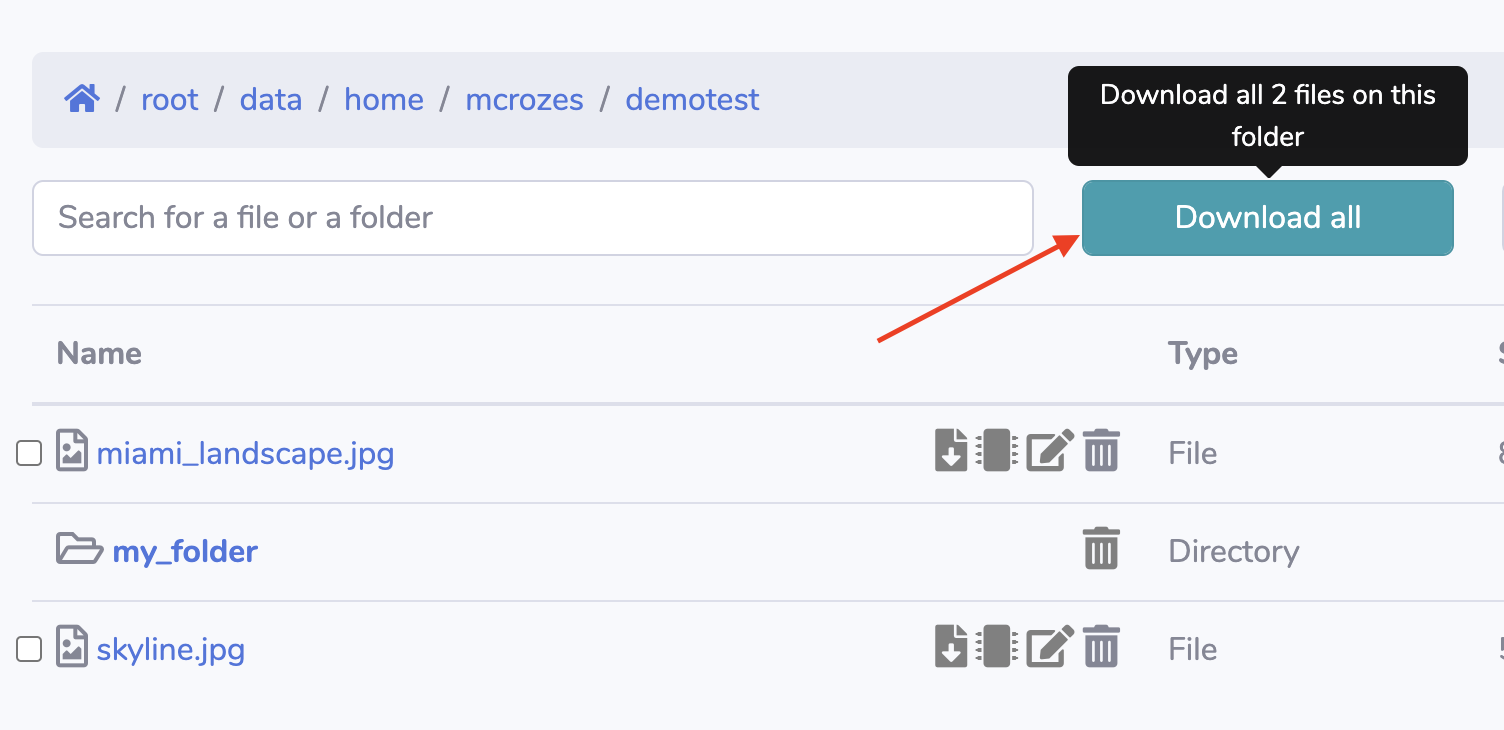 / root / data / home / mcrozes / demotest
Download all 2 files on this
folder
Search for a file or a folder
Download all
Name Type
miami_landscape.jpg File
my_folder Directory
skyline.jpg File